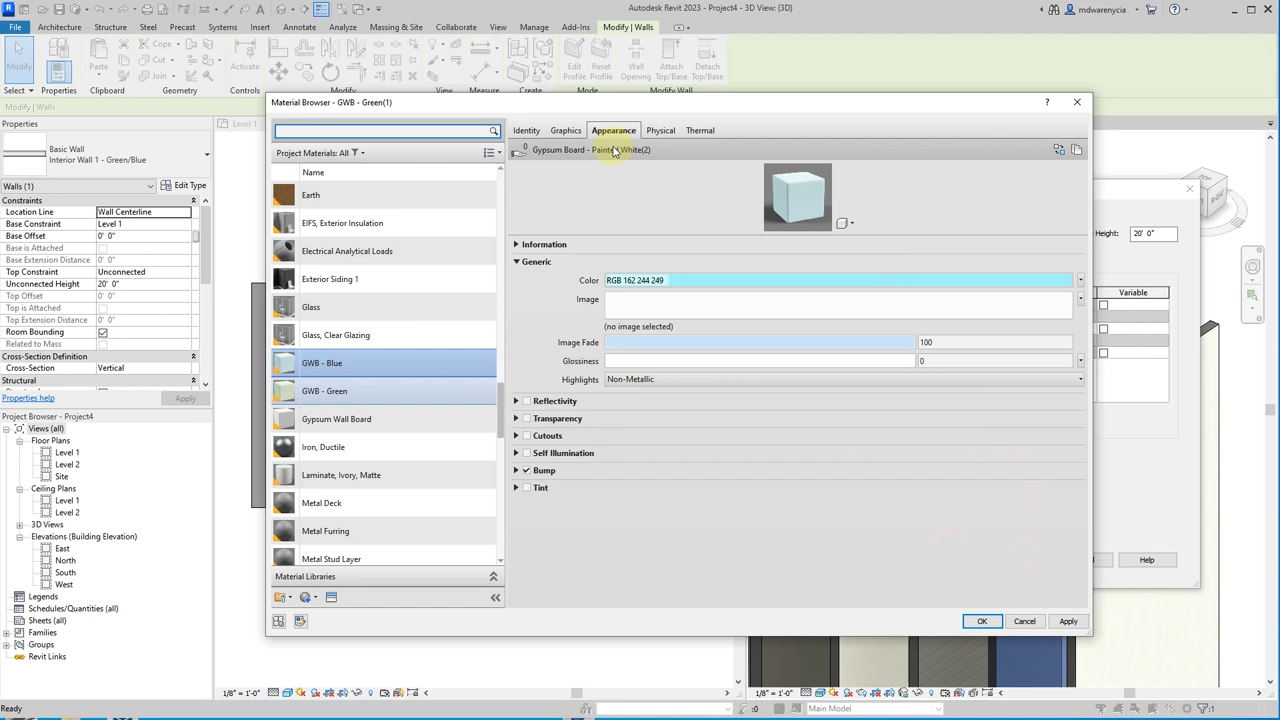 Autodesk Revit 2023 - Project4 - 3D View: {3D}
mdwarenycia
File Architecture Structure Steel Precast Systems Insert Annotate Analyze Massing & Site Collaborate View Manage Add-Ins Modify | Walls
Modify
Paste
Cope
Cut
Join
Activate
Edit Profile
Reset Profile
Wall Opening
Attach Top/Base
Detach Top/Base
Select Properties Clipboard Geometry Controls Modify View Measure Create Mode Modify Wall
Modify | Walls
Properties
Basic Wall
Interior Wall 1 - Green/Blue
Walls (1) Edit Type
Constraints
Location Line Wall Centerline
Base Constraint Level 1
Base Offset 0' 0"
Base is Attached
Base Extension Distance 0' 0"
Top Constraint Unconnected
Unconnected Height 20' 0"
Top Offset 0' 0"
Top is Attached
Top Extension Distance 0' 0"
Room Bounding
Related to Mass
Cross-Section Definition
Cross-Section Vertical
Structural
Properties help Apply
Project Browser - Project4
Views (all)
Floor Plans
Level 1
Level 2
Site
Ceiling Plans
Level 1
Level 2
3D Views
Elevations (Building Elevation)
East
North
South
West
Legends
Schedules/Quantities (all)
Sheets (all)
Families
Groups
Revit Links
Level 1
Material Browser - GWB - Green(1)
Project Materials: All
Name
Earth
EIFS, Exterior Insulation
Electrical Analytical Loads
Exterior Siding 1
Glass
Glass, Clear Glazing
GWB - Blue
GWB - Green
Gypsum Wall Board
Iron, Ductile
Laminate, Ivory, Matte
Metal Deck
Metal Furring
Metal Stud Layer
Material Libraries
Identity Graphics Appearance Physical Thermal
0 Gypsum Board - Painted White(2)
Information
Generic
Color RGB 162 244 249
Image
(no image selected)
Image Fade 100
Glossiness 0
Highlights Non-Metallic
Reflectivity
Transparency
Cutouts
Self Illumination
Bump
Tint
OK Cancel Apply
Height: 20' 0"
Variable
Help
1/8" = 1'-0"
1/8" = 1'-0"
Ready
:0
Main Model
:1